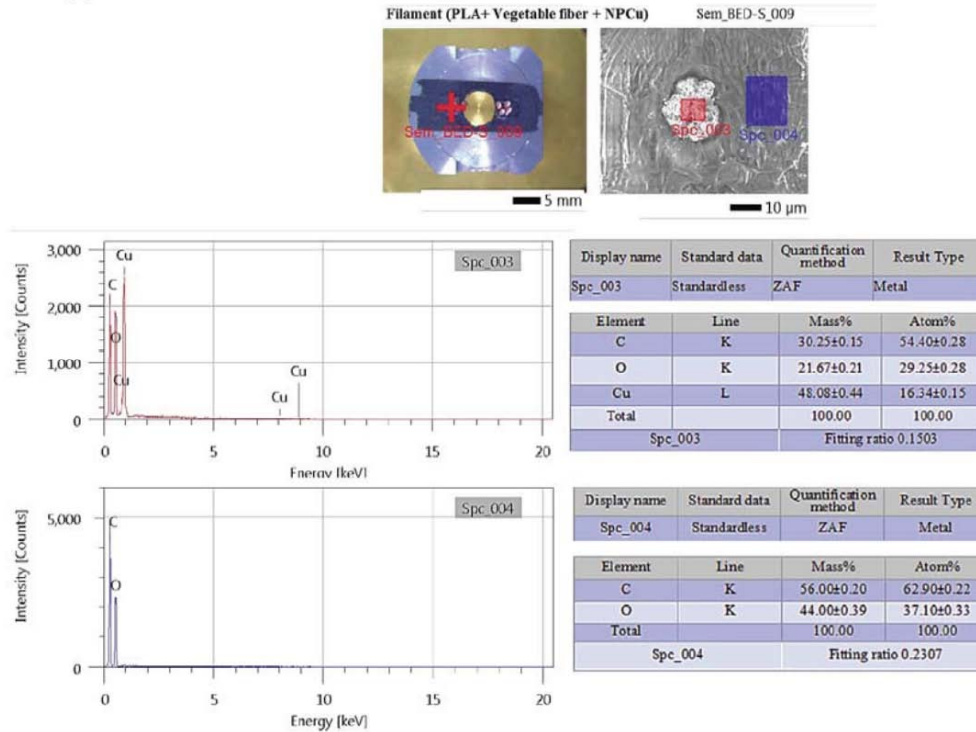 Filament (PLA+ Vegetable fiber + NPCu) Sem_BED-S_009
Sem_BED-S_009
Spc_003
Spc_004
5 mm
10 µm
3,000
2,000
1,000
0
Intensity [Counts]
Cu
C
O
Cu
Cu
Cu
Spc_003
0 5 10 15 20
Energy [keV]
Display name Standard data Quantification method Result Type
Spc_003 Standardless ZAF Metal
Element Line Mass% Atom%
C K 30.25±0.15 54.40±0.28
O K 21.67±0.21 29.25±0.28
Cu L 48.08±0.44 16.34±0.15
Total 100.00 100.00
Spc_003 Fitting ratio 0.1503
5,000
0
Intensity [Counts]
C
O
Spc_004
0 5 10 15 20
Energy [keV]
Display name Standard data Quantification method Result Type
Spc_004 Standardless ZAF Metal
Element Line Mass% Atom%
C K 56.00±0.20 62.90±0.22
O K 44.00±0.39 37.10±0.33
Total 100.00 100.00
Spc_004 Fitting ratio 0.2307